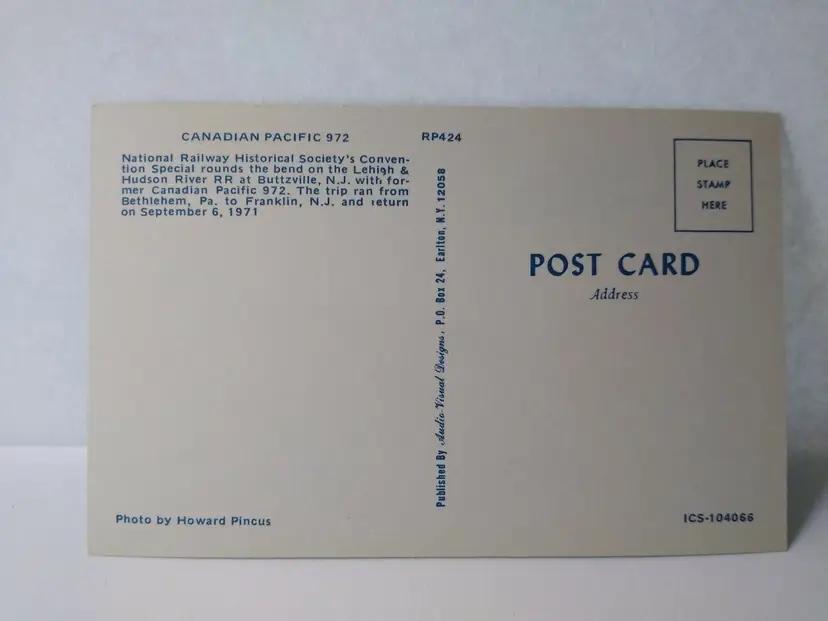 CANADIAN PACIFIC 972
RP424
National Railway Historical Society's Conven-
tion Special rounds the bend on the Lehigh &
Hudson River RR at Buttzville, N.J. with for-
mer Canadian Pacific 972. The trip ran from
Bethlehem, Pa. to Franklin, N.J. and return
on September 6, 1971
Photo by Howard Pincus
Published By Audio-Visual Designs, P.O. Box 24, Earlton, N.Y. 12058
PLACE
STAMP
HERE
POST CARD
Address
ICS-104066